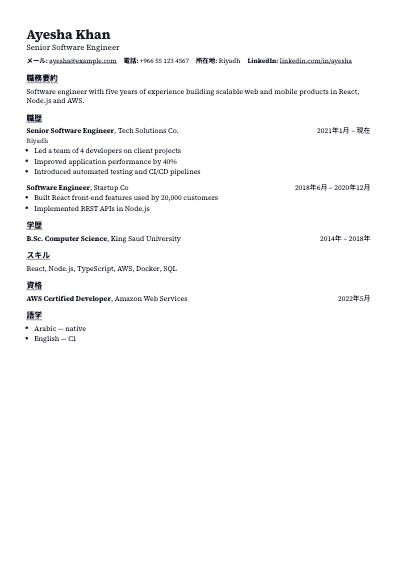 Ayesha Khan
Senior Software Engineer
メール: ayesha@example.com 電話: +966 55 123 4567 所在地: Riyadh LinkedIn: linkedin.com/in/ayesha
職務要約
Software engineer with five years of experience building scalable web and mobile products in React,
Node.js and AWS.
職歴
Senior Software Engineer, Tech Solutions Co. 2021年1月 – 現在
Riyadh
• Led a team of 4 developers on client projects
• Improved application performance by 40%
• Introduced automated testing and CI/CD pipelines
Software Engineer, Startup Co 2018年6月 – 2020年12月
• Built React front-end features used by 20,000 customers
• Implemented REST APIs in Node.js
学歴
B.Sc. Computer Science, King Saud University 2014年 – 2018年
スキル
React, Node.js, TypeScript, AWS, Docker, SQL
資格
AWS Certified Developer, Amazon Web Services 2022年5月
語学
• Arabic — native
• English — C1